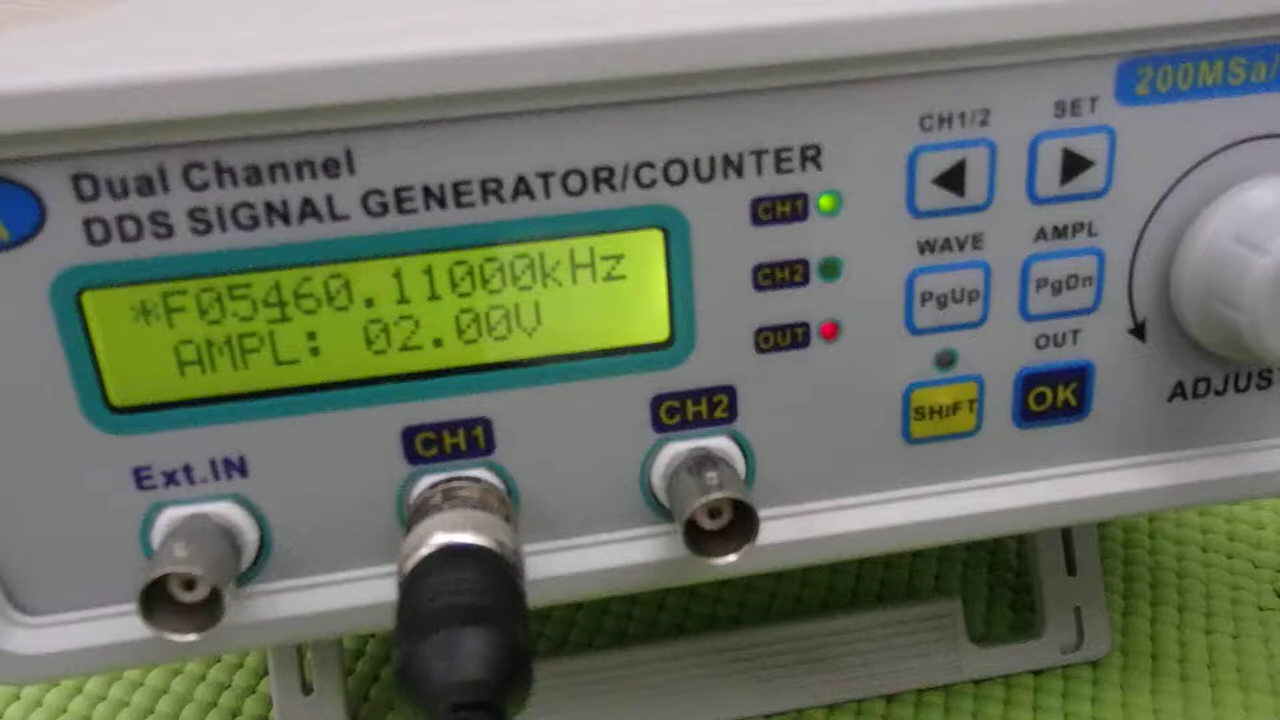 Dual Channel
DDS SIGNAL GENERATOR/COUNTER
200MSa/
*F05460.11000kHz
AMPL: 02.00V
CH1
CH2
OUT
CH1/2
SET
WAVE
AMPL
PgUp
PgDn
OUT
SHIFT
OK
ADJUS
Ext.IN
CH1
CH2